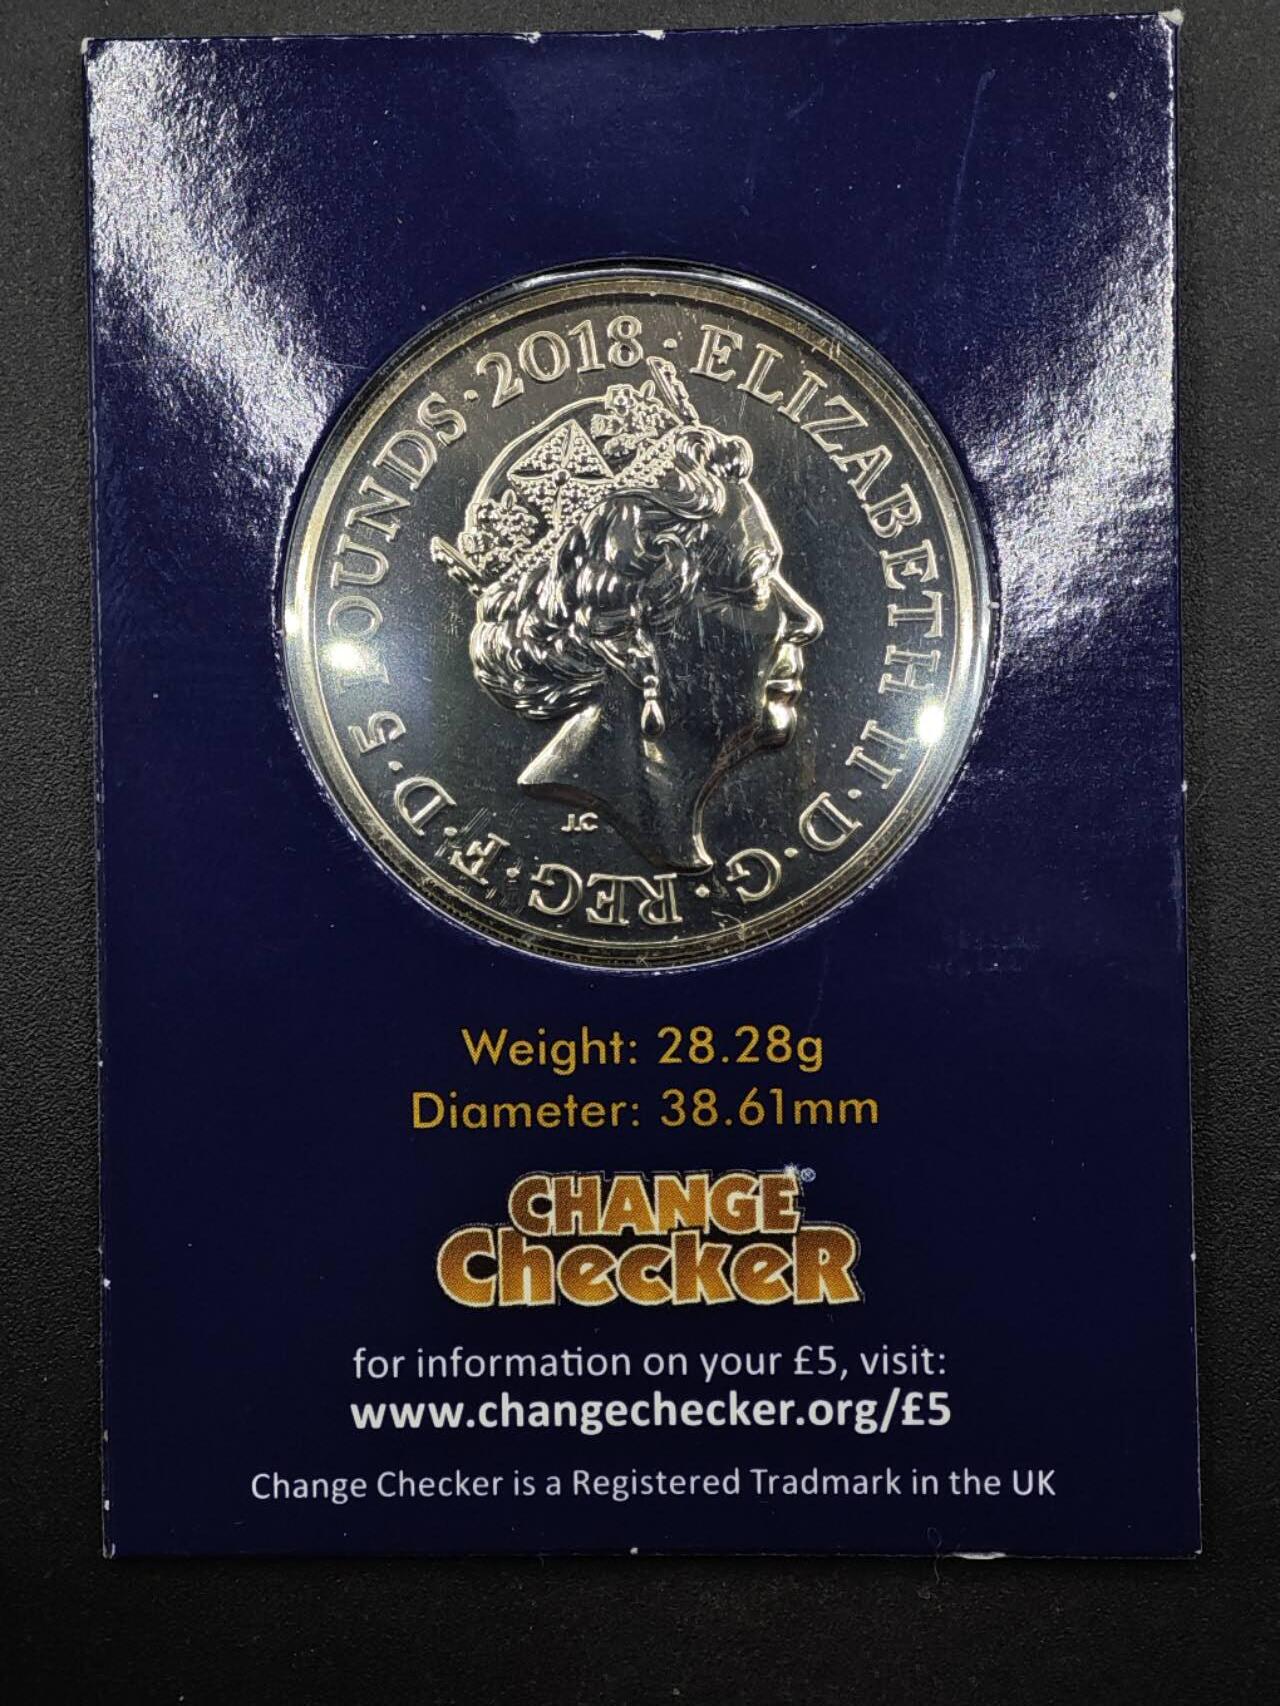 ELIZABETH II · D · G · REG · F · D · 5 POUNDS · 2018 ·
J.C
Weight: 28.28g
Diameter: 38.61mm
CHANGE®
CheckeR
for information on your £5, visit:
www.changechecker.org/£5
Change Checker is a Registered Tradmark in the UK